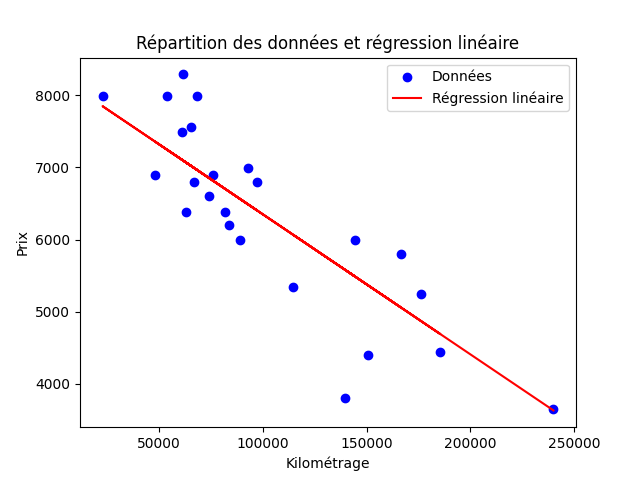 Répartition des données et régression linéaire
Données
Régression linéaire
8000
7000
6000
5000
4000
Prix
50000
100000
150000
200000
250000
Kilométrage